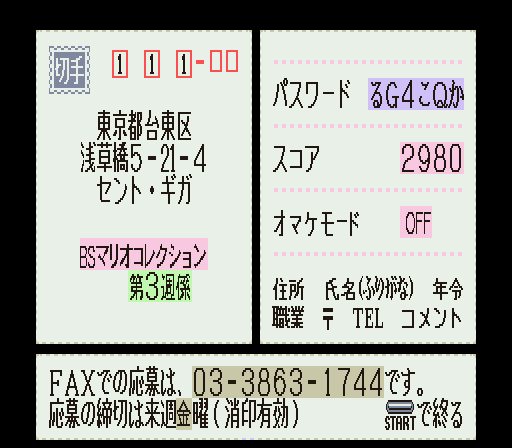 切手
111-□□
東京都台東区
浅草橋5-21-4
セント・ギガ
BSマリオコレクション
第3週係
パスワード るG4こQか
スコア 2980
オマケモード OFF
住所 氏名(ふりがな) 年令
職業 〒 TEL コメント
FAXでの応募は、03-3863-1744です。
応募の締切は来週金曜(消印有効)
STARTで終る